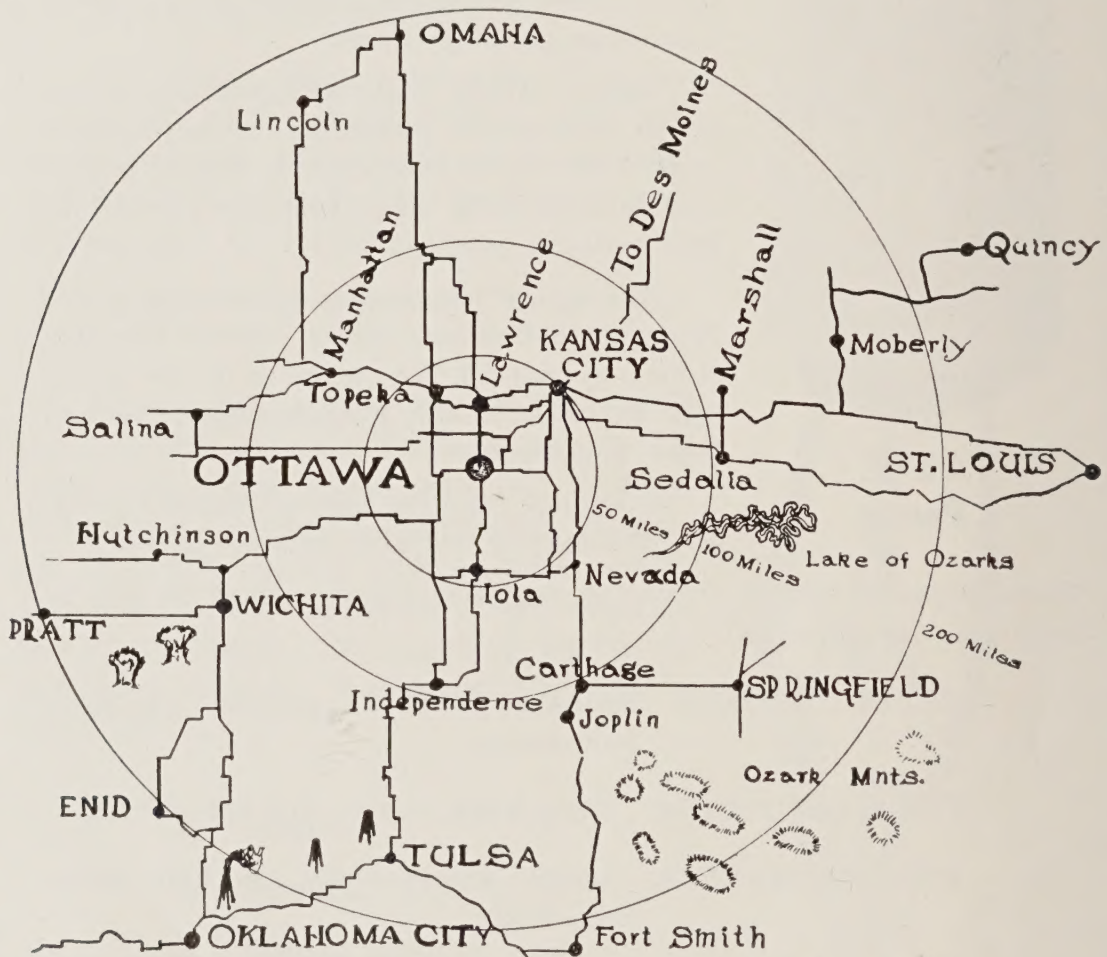 OMAHA
Lincoln
To Des Moines
Manhattan
Lawrence
Marshall
Quincy
KANSAS
CITY
Moberly
Topeka
Salina
OTTAWA
Sedalia
ST. LOUIS
Hutchinson
50 Miles
100 Miles
Lake of Ozarks
Nevada
Iola
WICHITA
PRATT
200 Miles
Carthage
SPRINGFIELD
Independence
Joplin
Ozark Mnts.
ENID
TULSA
OKLAHOMA CITY
Fort Smith